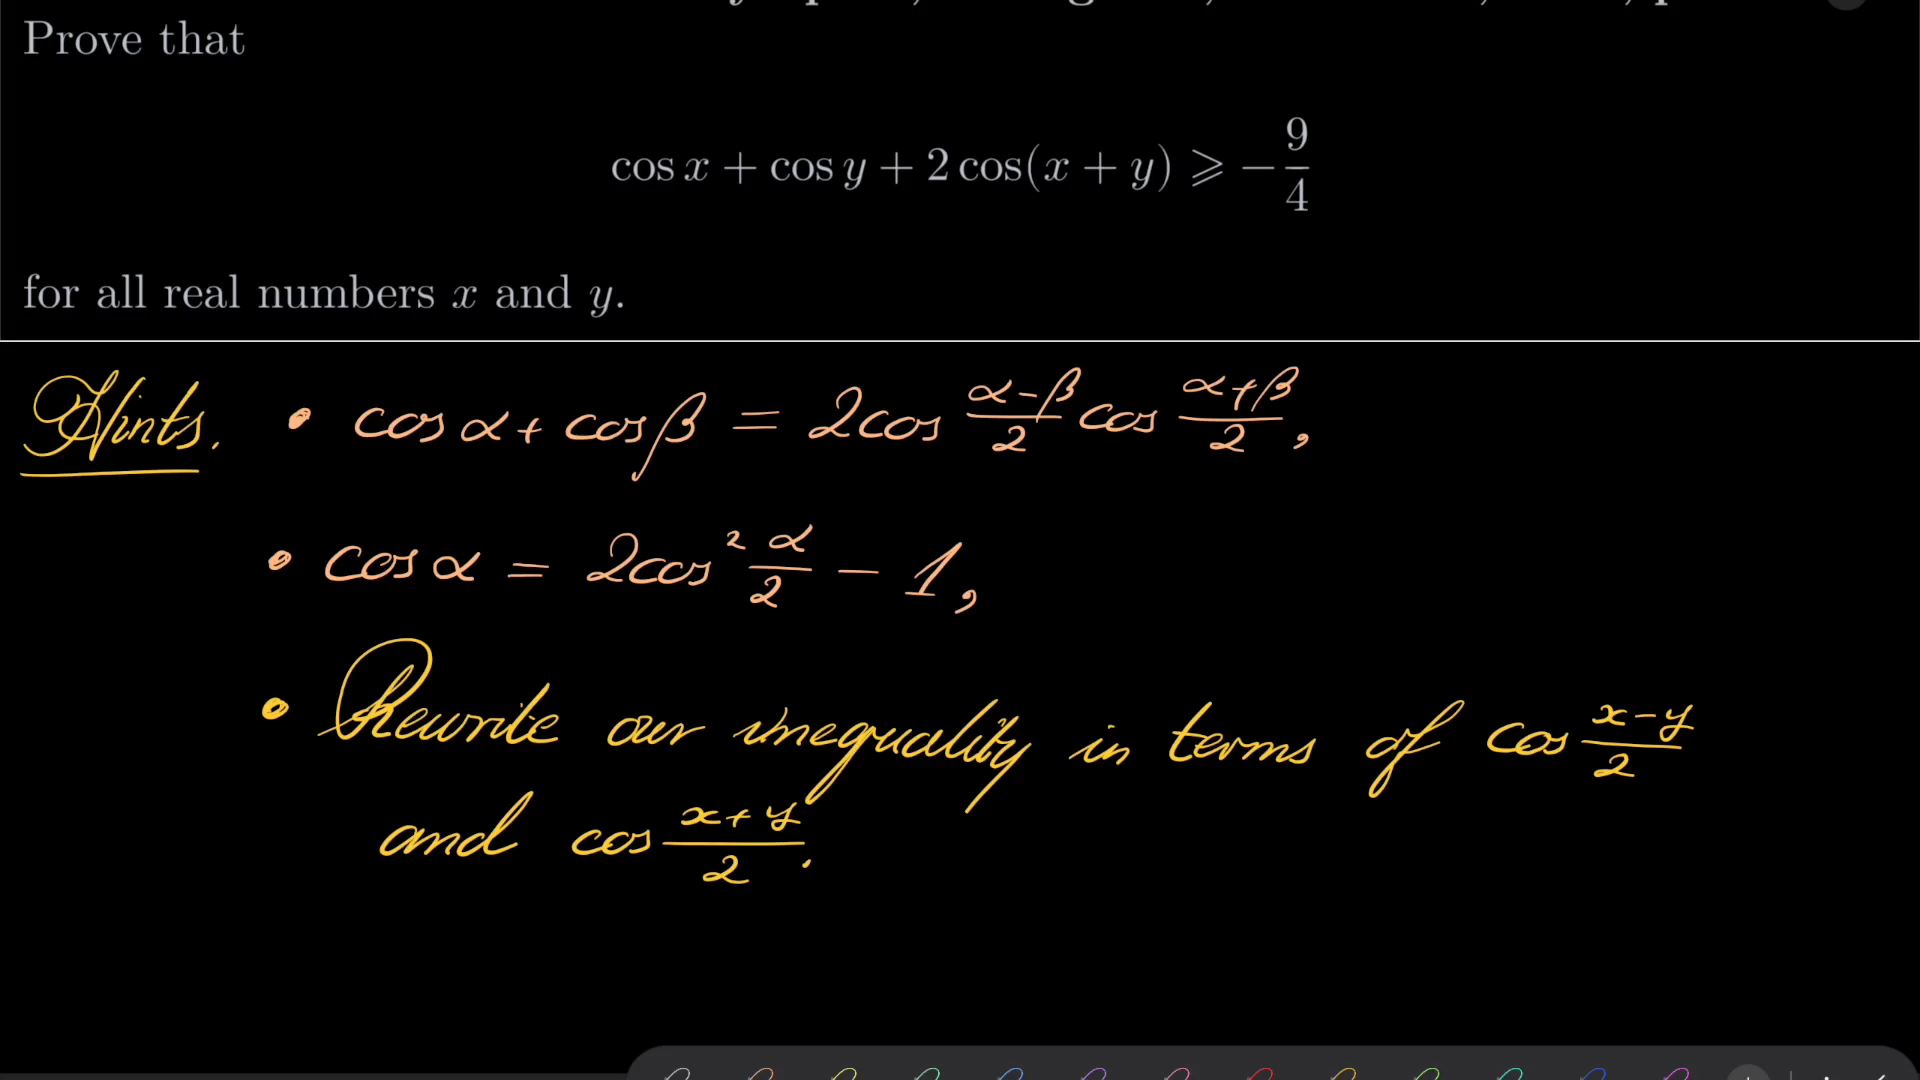 Prove that
cos x + cos y + 2 cos(x + y) ⩾ −9/4
for all real numbers x and y.
Hints. • cos α + cos β = 2cos (α−β)/2 cos (α+β)/2,
• cos α = 2cos² α/2 − 1,
• Rewrite our inequality in terms of cos (x−y)/2
and cos (x+y)/2.